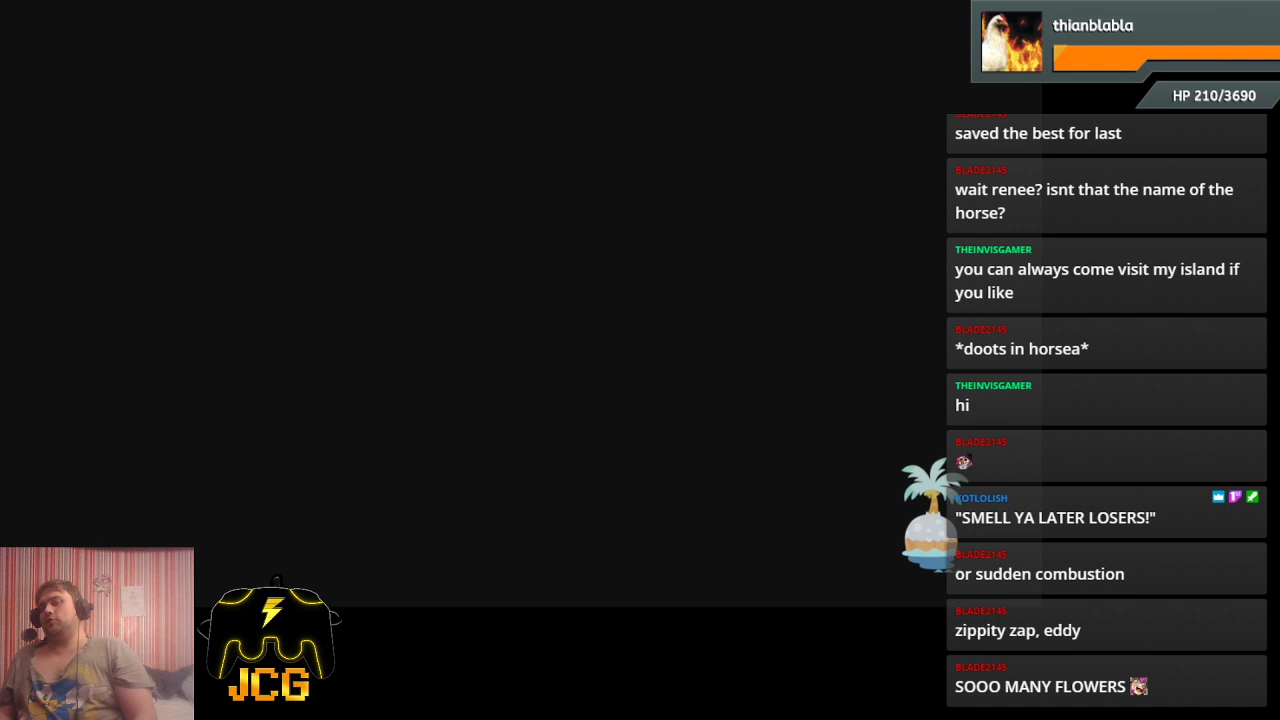 thianblabla
HP 210/3690
BLADE2145
saved the best for last
BLADE2145
wait renee? isnt that the name of the
horse?
THEINVISGAMER
you can always come visit my island if
you like
BLADE2145
*doots in horsea*
THEINVISGAMER
hi
BLADE2145
KOTLOLISH
"SMELL YA LATER LOSERS!"
BLADE2145
or sudden combustion
BLADE2145
zippity zap, eddy
BLADE2145
SOOO MANY FLOWERS
JCG